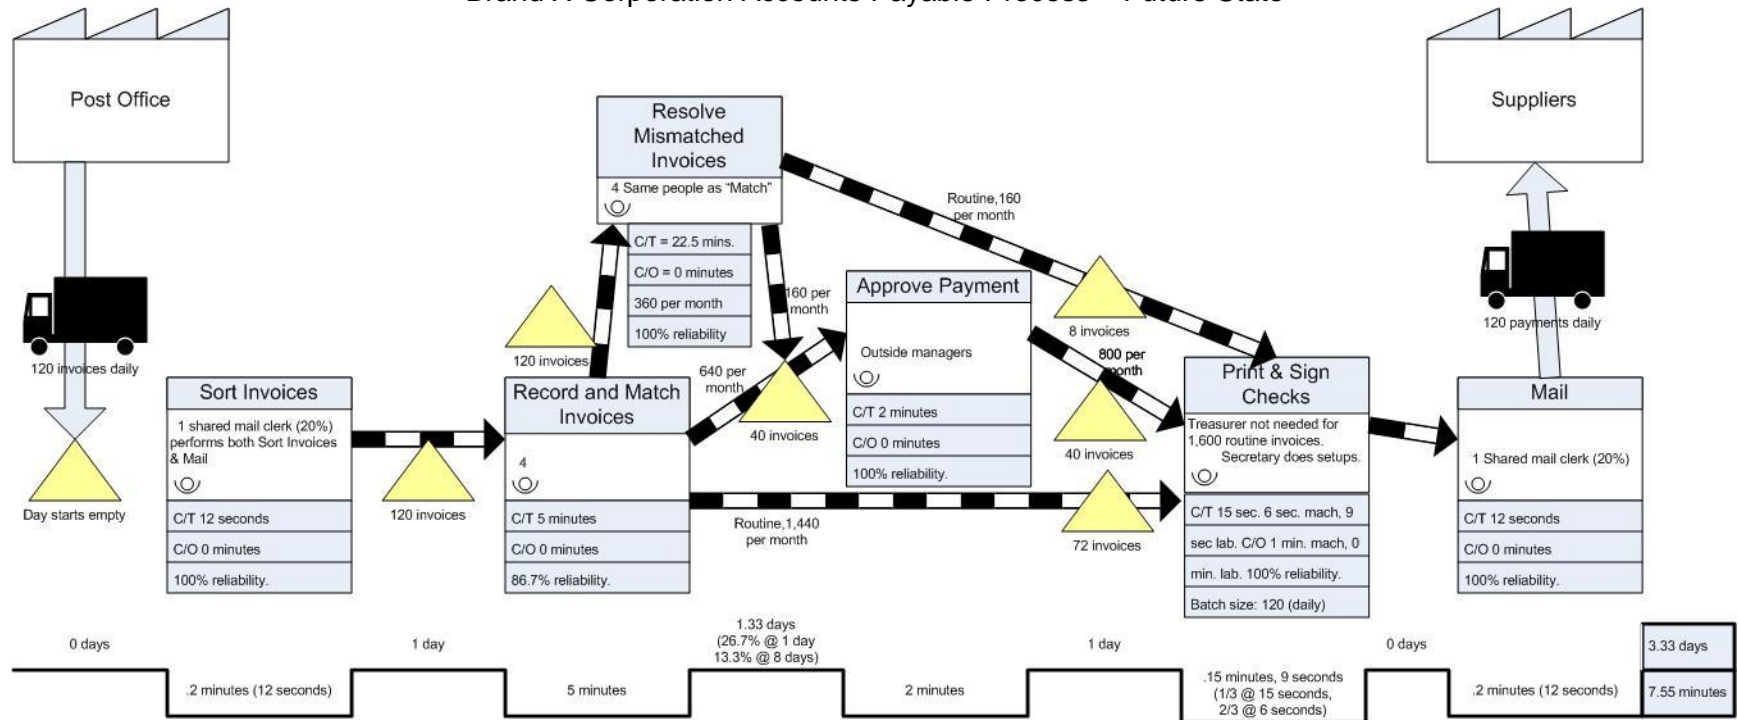 Post Office
120 invoices daily
Day starts empty
Sort Invoices
1 shared mail clerk (20%)
performs both Sort Invoices
& Mail
C/T 12 seconds
C/O 0 minutes
100% reliability.
120 invoices
Resolve
Mismatched
Invoices
4 Same people as “Match”
C/T = 22.5 mins.
C/O = 0 minutes
360 per month
100% reliability
120 invoices
Record and Match
Invoices
4
C/T 5 minutes
C/O 0 minutes
86.7% reliability.
160 per
month
640 per
month
40 invoices
Routine,1,440
per month
Approve Payment
Outside managers
C/T 2 minutes
C/O 0 minutes
100% reliability.
Routine,160
per month
8 invoices
800 per
month
40 invoices
72 invoices
Print & Sign
Checks
Treasurer not needed for
1,600 routine invoices.
Secretary does setups.
C/T 15 sec. 6 sec. mach, 9
sec lab. C/O 1 min. mach, 0
min. lab. 100% reliability.
Batch size: 120 (daily)
Suppliers
120 payments daily
Mail
1 Shared mail clerk (20%)
C/T 12 seconds
C/O 0 minutes
100% reliability.
0 days
1 day
1.33 days
(26.7% @ 1 day
13.3% @ 8 days)
1 day
0 days
3.33 days
.2 minutes (12 seconds)
5 minutes
2 minutes
.15 minutes, 9 seconds
(1/3 @ 15 seconds,
2/3 @ 6 seconds)
.2 minutes (12 seconds)
7.55 minutes